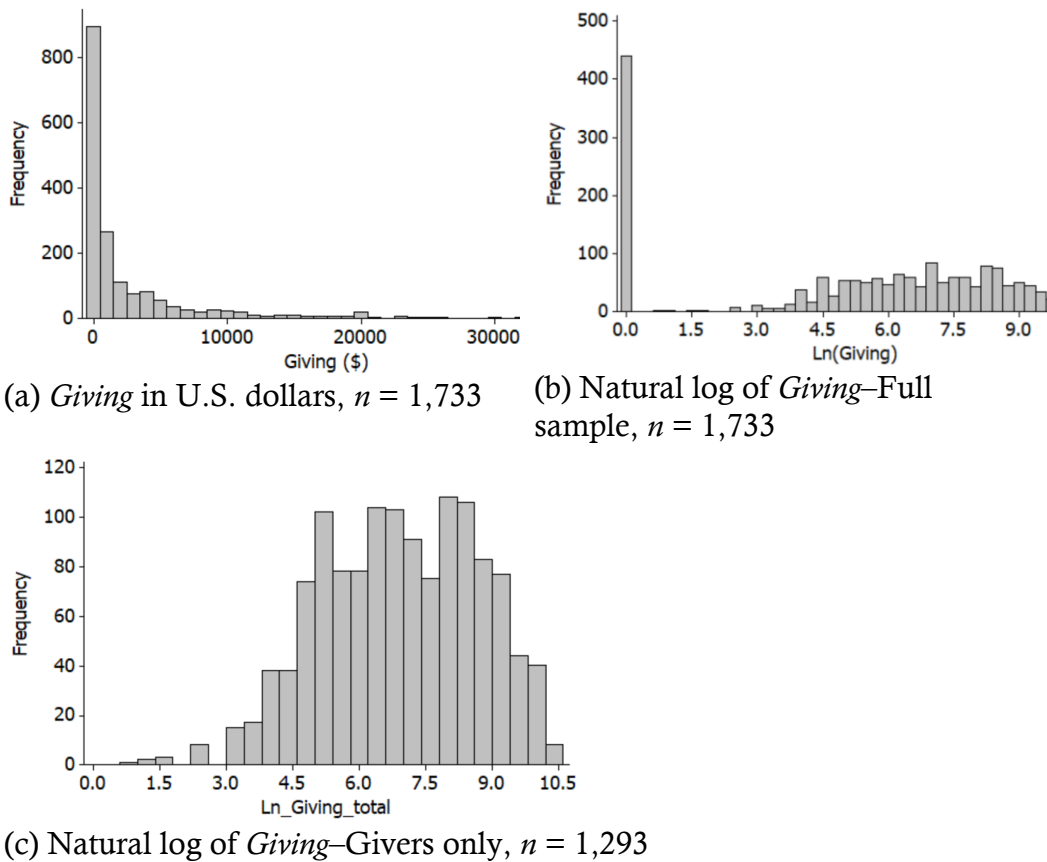 800
600
400
200
0
Frequency
0 10000 20000 30000
Giving ($)
(a) Giving in U.S. dollars, n = 1,733
500
400
300
200
100
0
Frequency
0.0 1.5 3.0 4.5 6.0 7.5 9.0
Ln(Giving)
(b) Natural log of Giving–Full
sample, n = 1,733
120
100
80
60
40
20
0
Frequency
0.0 1.5 3.0 4.5 6.0 7.5 9.0 10.5
Ln_Giving_total
(c) Natural log of Giving–Givers only, n = 1,293